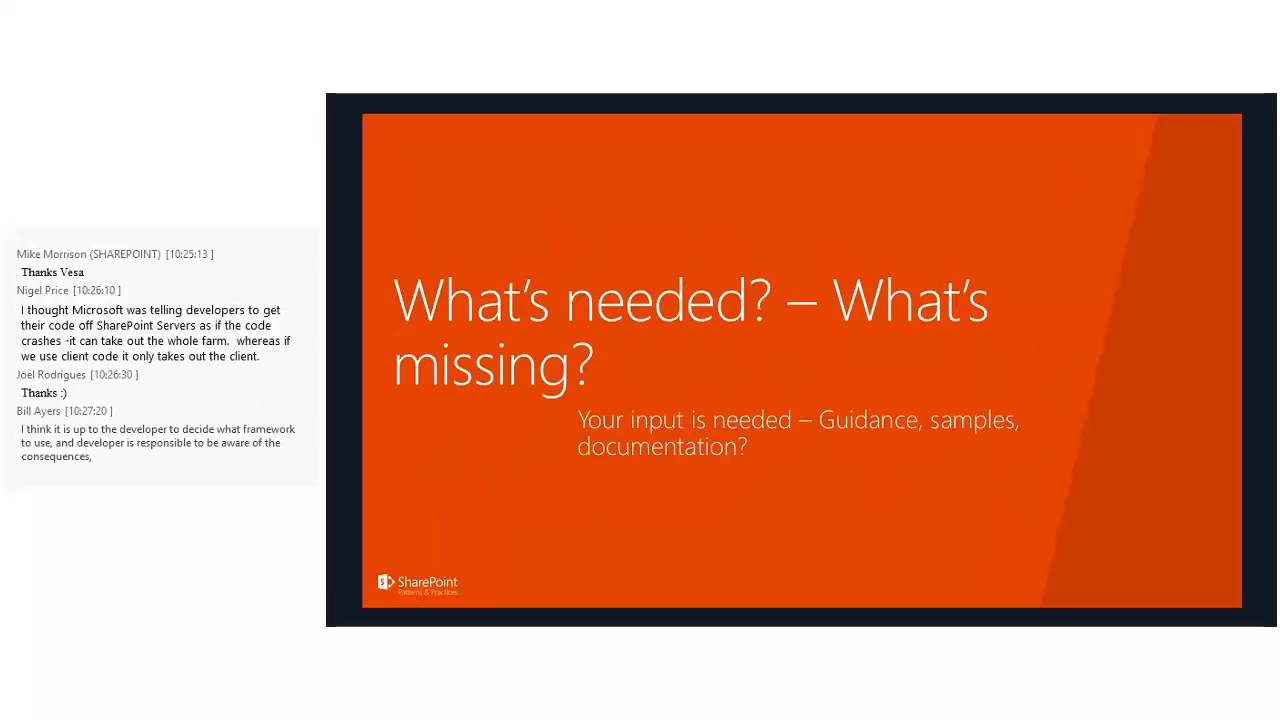 Mike Morrison (SHAREPOINT) [10:25:13 ]
Thanks Vesa
Nigel Price [10:26:10 ]
I thought Microsoft was telling developers to get
their code off SharePoint Servers as if the code
crashes -it can take out the whole farm.  whereas if
we use client code it only takes out the client.
Joel Rodrigues [10:26:30 ]
Thanks :)
Bill Ayers [10:27:20 ]
I think it is up to the developer to decide what framework
to use, and developer is responsible to be aware of the
consequences,
What's needed? – What's
missing?
Your input is needed – Guidance, samples,
documentation?
SharePoint
Patterns & Practices